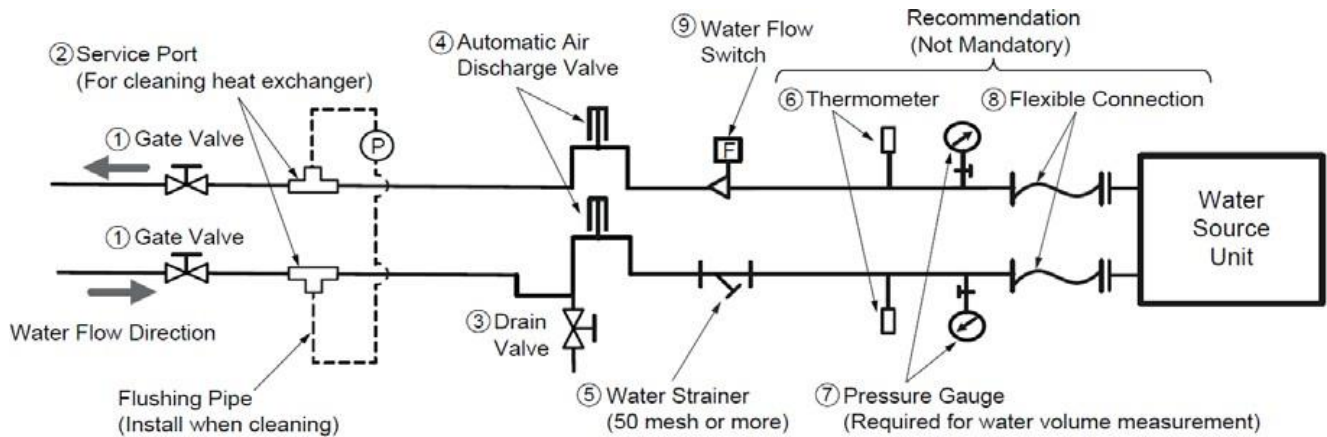 ② Service Port
(For cleaning heat exchanger)
④ Automatic Air
Discharge Valve
⑨ Water Flow
Switch
Recommendation
(Not Mandatory)
⑥ Thermometer
⑧ Flexible Connection
① Gate Valve
P
F
Water
Source
Unit
① Gate Valve
Water Flow Direction
③ Drain
Valve
Flushing Pipe
(Install when cleaning)
⑤ Water Strainer
(50 mesh or more)
⑦ Pressure Gauge
(Required for water volume measurement)